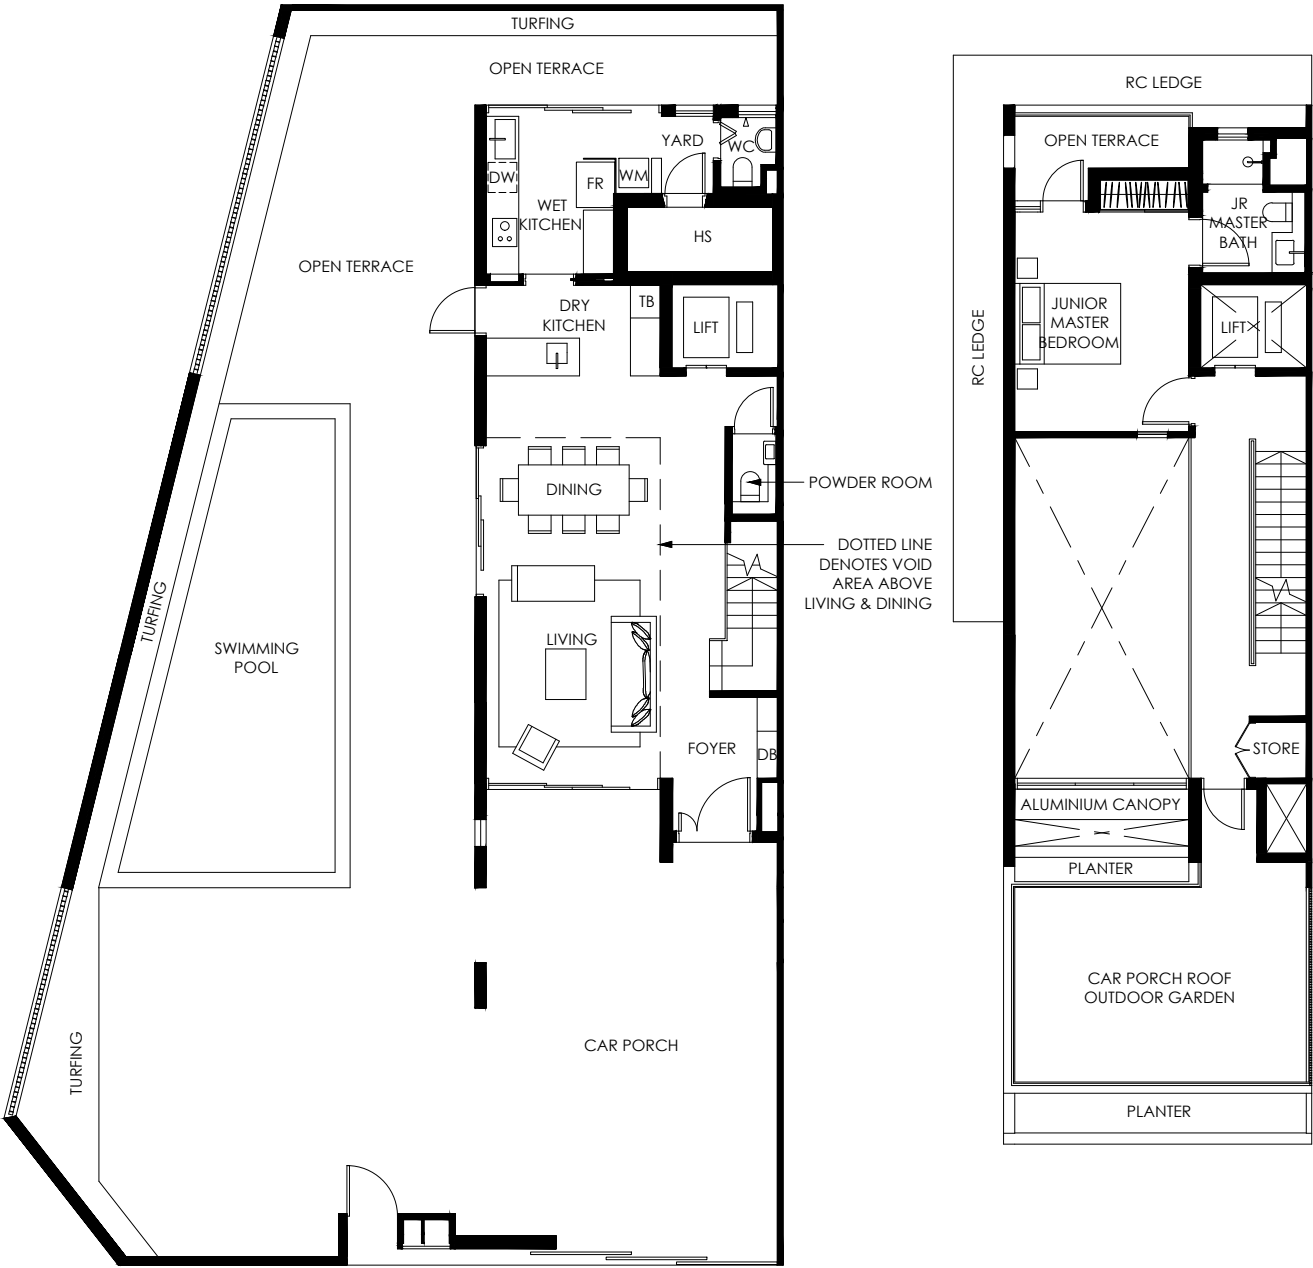 TURFING
OPEN TERRACE
YARD
WC
DW
FR
WM
WET
KITCHEN
HS
OPEN TERRACE
DRY
KITCHEN
TB
LIFT
DINING
POWDER ROOM
DOTTED LINE
DENOTES VOID
AREA ABOVE
LIVING & DINING
TURFING
SWIMMING
POOL
LIVING
FOYER
DB
TURFING
CAR PORCH
RC LEDGE
OPEN TERRACE
JR
MASTER
BATH
RC LEDGE
JUNIOR
MASTER
BEDROOM
LIFT
STORE
ALUMINIUM CANOPY
PLANTER
CAR PORCH ROOF
OUTDOOR GARDEN
PLANTER